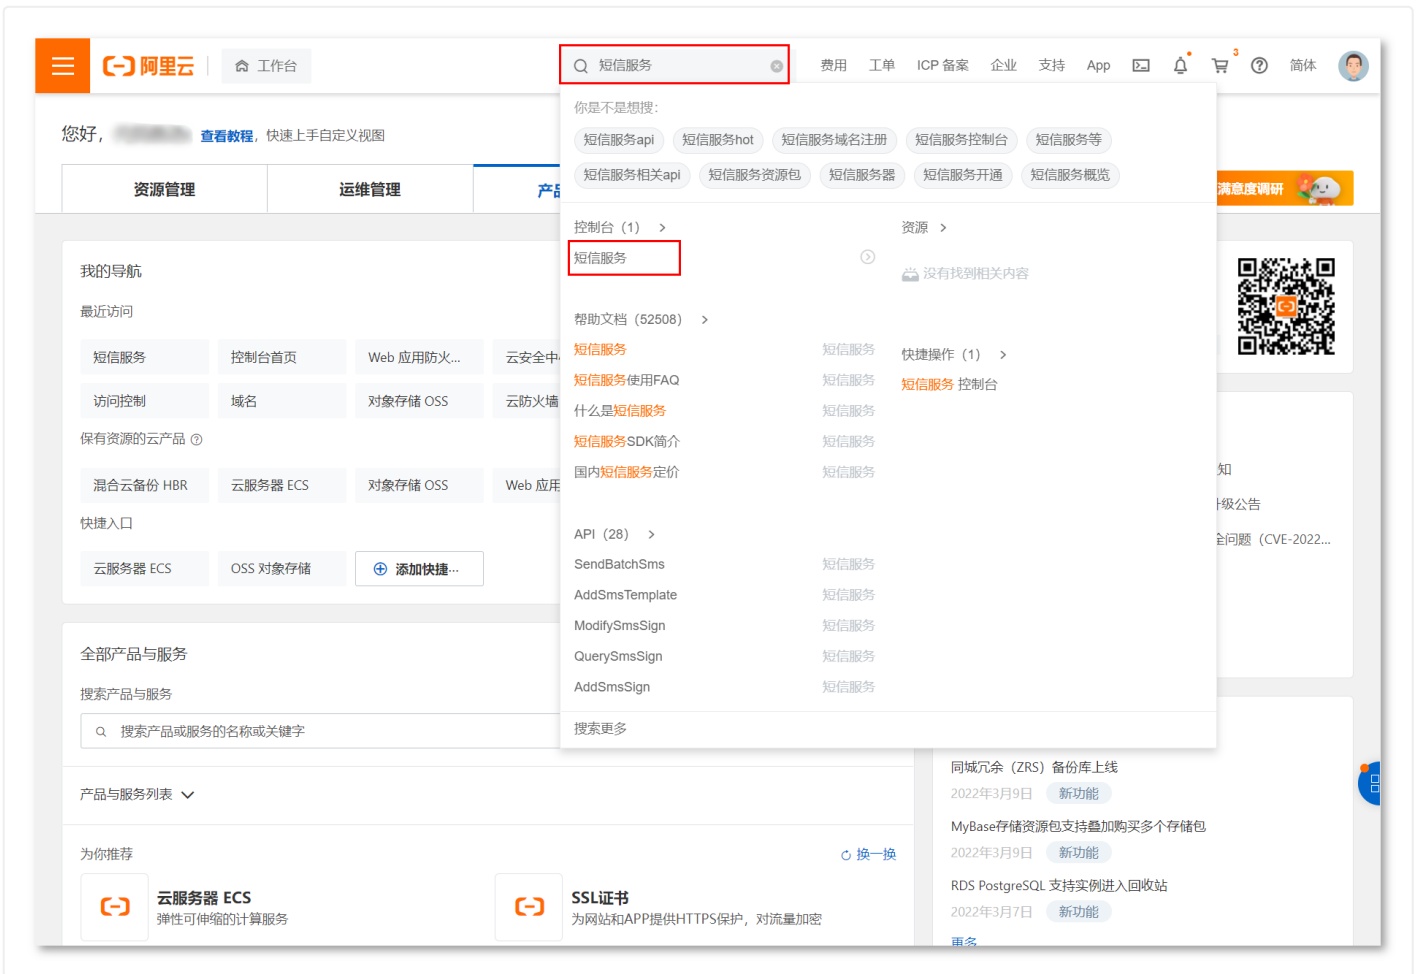 阿里云
工作台
短信服务
费用 工单 ICP 备案 企业 支持 App 3 简体
您好， 查看教程，快速上手自定义视图
资源管理 运维管理 产品
你是不是想搜：
短信服务api 短信服务hot 短信服务域名注册 短信服务控制台 短信服务等
短信服务相关api 短信服务资源包 短信服务器 短信服务开通 短信服务概览
满意度调研
控制台（1） 资源
短信服务
没有找到相关内容
帮助文档（52508）
短信服务 短信服务
短信服务使用FAQ 短信服务
什么是短信服务 短信服务
短信服务SDK简介 短信服务
国内短信服务定价 短信服务
快捷操作（1）
短信服务 控制台
API（28）
SendBatchSms 短信服务
AddSmsTemplate 短信服务
ModifySmsSign 短信服务
QuerySmsSign 短信服务
AddSmsSign 短信服务
搜索更多
我的导航
最近访问
短信服务 控制台首页 Web 应用防火... 云安全中
访问控制 域名 对象存储 OSS 云防火墙
保有资源的云产品
混合云备份 HBR 云服务器 ECS 对象存储 OSS Web 应用
快捷入口
云服务器 ECS OSS 对象存储 添加快捷...
知
升级公告
全问题（CVE-2022...
全部产品与服务
搜索产品与服务
搜索产品或服务的名称或关键字
产品与服务列表
为你推荐 换一换
云服务器 ECS
弹性可伸缩的计算服务
SSL证书
为网站和APP提供HTTPS保护，对流量加密
同城冗余（ZRS）备份库上线
2022年3月9日 新功能
MyBase存储资源包支持叠加购买多个存储包
2022年3月9日 新功能
RDS PostgreSQL 支持实例进入回收站
2022年3月7日 新功能
更多